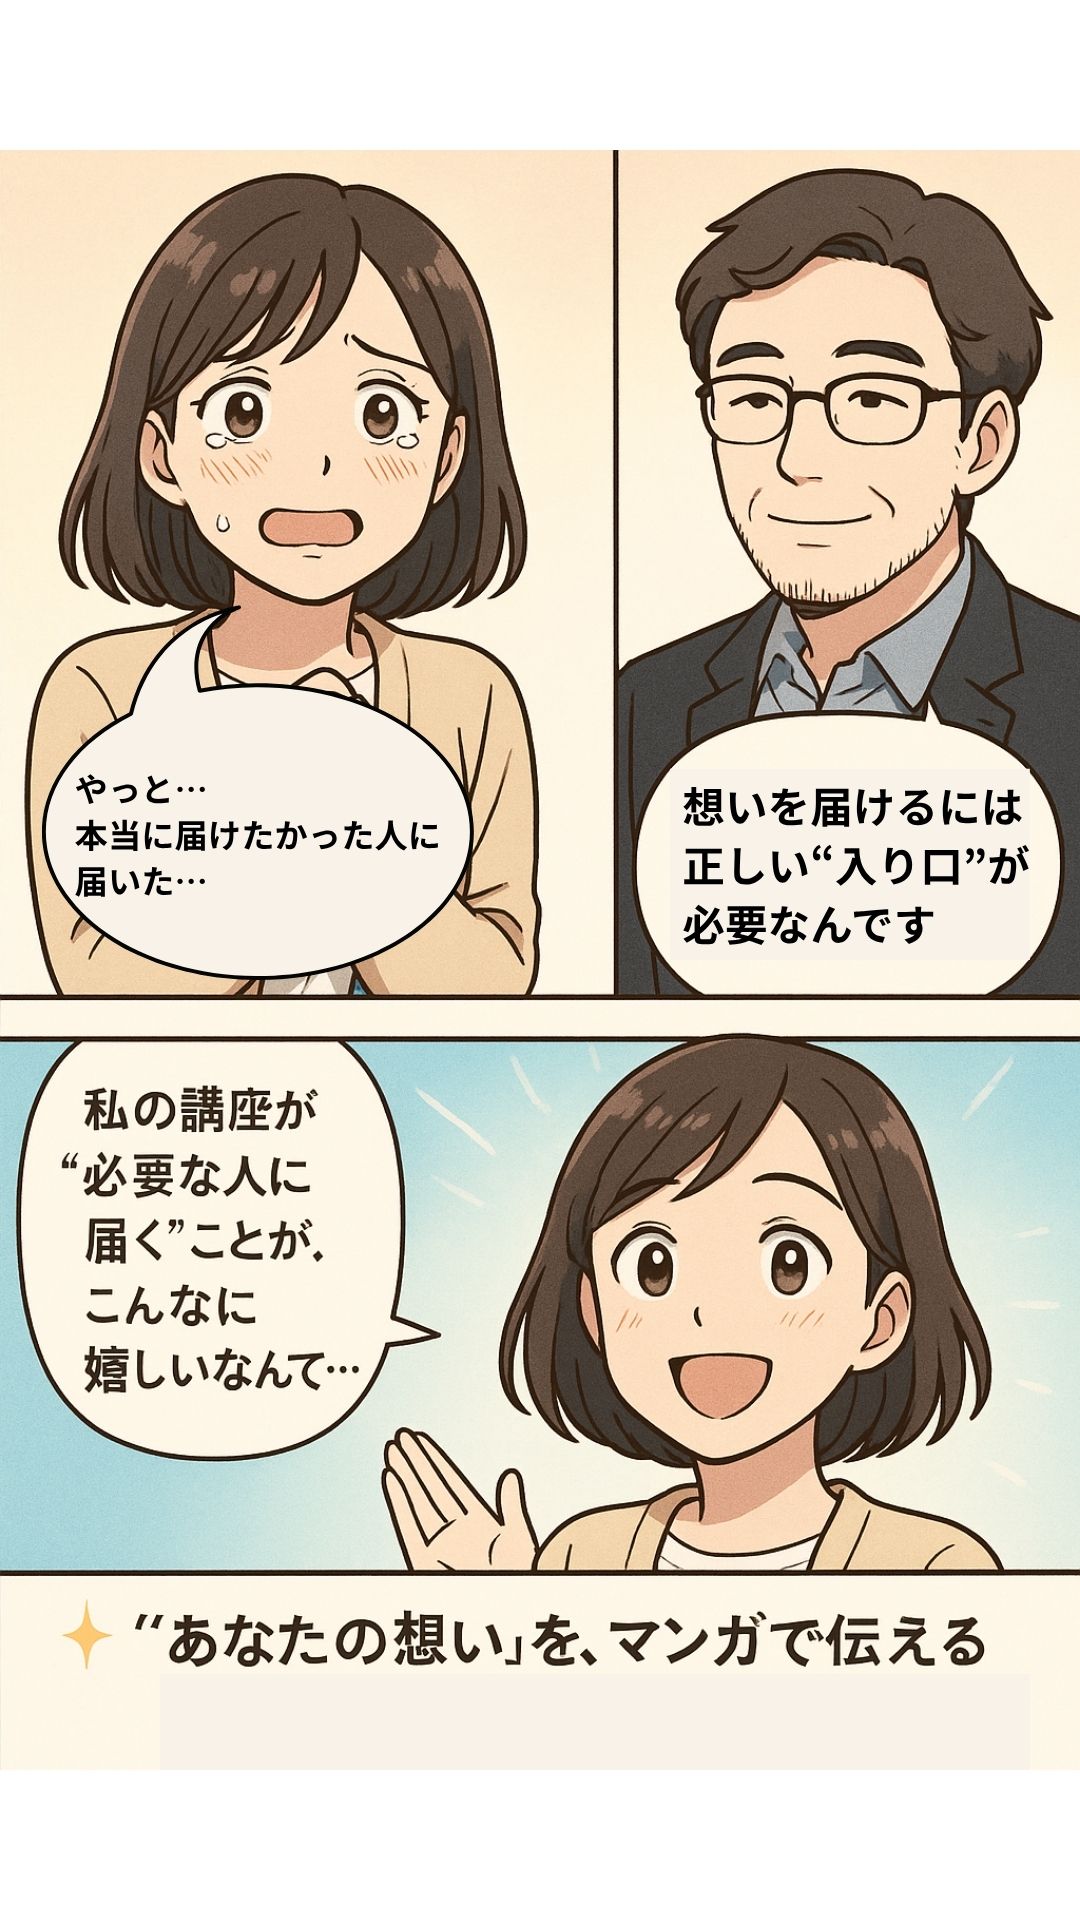 やっと…
本当に届けたかった人に
届いた…
想いを届けるには
正しい“入り口”が
必要なんです
私の講座が
“必要な人に
届く”ことが、
こんなに
嬉しいなんて…
“あなたの想い」を、マンガで伝える